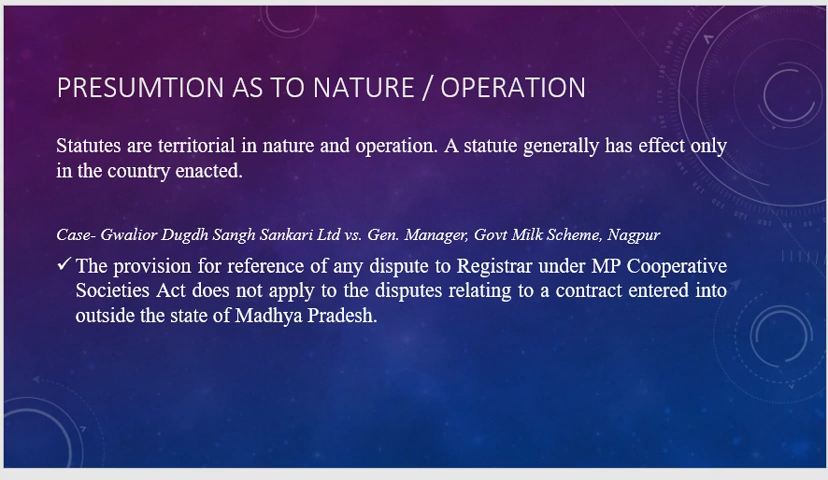 PRESUMTION AS TO NATURE / OPERATION
Statutes are territorial in nature and operation. A statute generally has effect only
in the country enacted.
Case- Gwalior Dugdh Sangh Sankari Ltd vs. Gen. Manager, Govt Milk Scheme, Nagpur
✓ The provision for reference of any dispute to Registrar under MP Cooperative
Societies Act does not apply to the disputes relating to a contract entered into
outside the state of Madhya Pradesh.